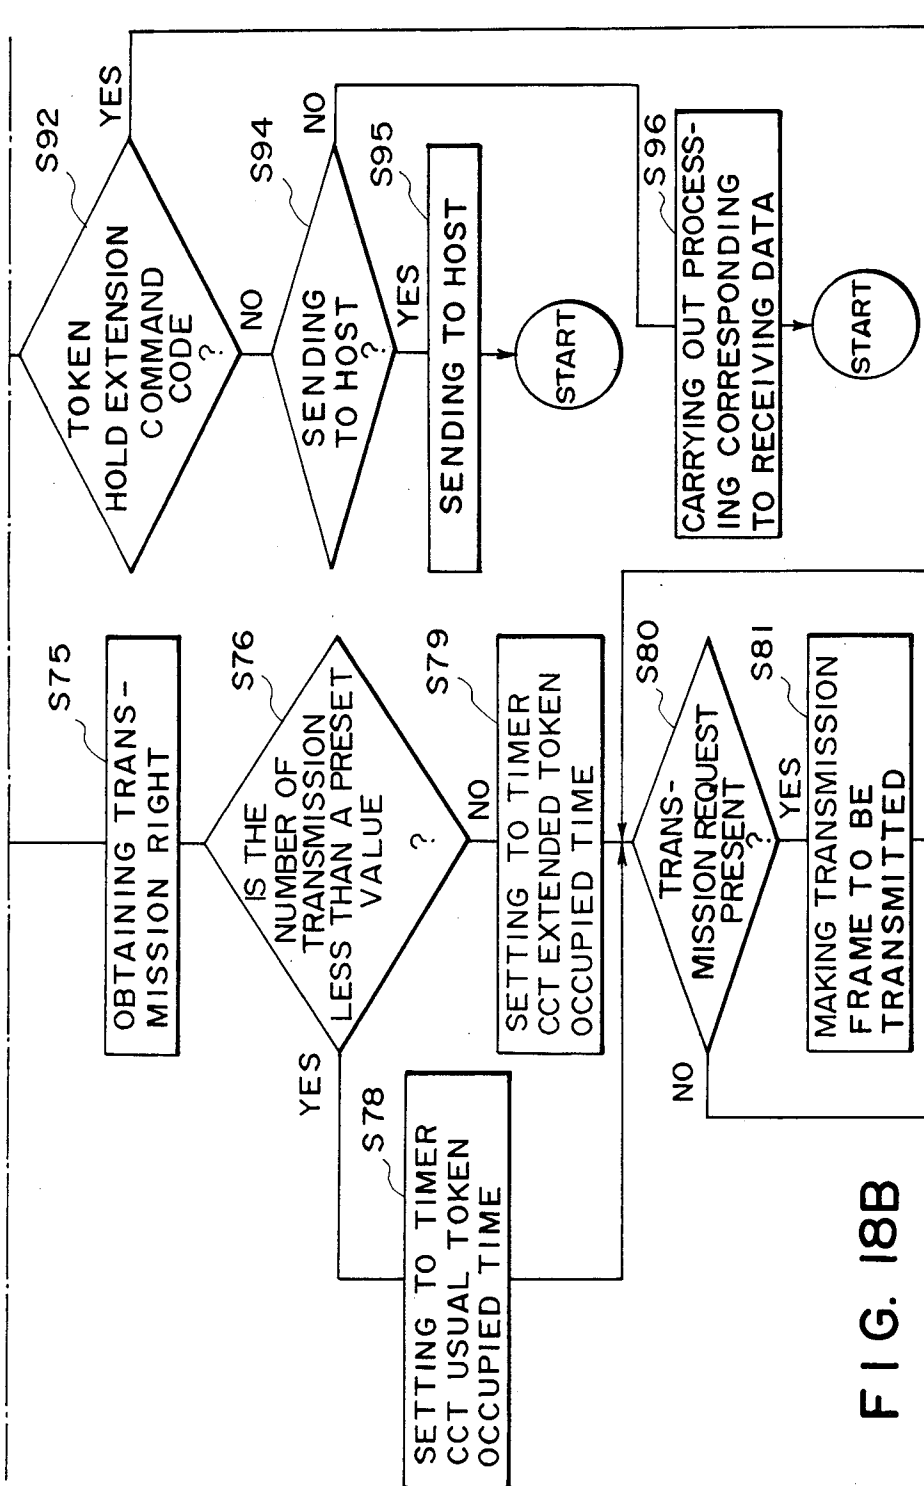 S75
OBTAINING TRANS-
MISSION RIGHT
S76
IS THE
NUMBER OF
TRANSMISSION
LESS THAN A PRESET
VALUE
?
YES
NO
S78
SETTING TO TIMER
CCT USUAL TOKEN
OCCUPIED TIME
S79
SETTING TO TIMER
CCT EXTENDED TOKEN
OCCUPIED TIME
S80
TRANS-
MISSION REQUEST
PRESENT
?
NO
YES
S81
MAKING TRANSMISSION
FRAME TO BE
TRANSMITTED
S92
TOKEN
HOLD EXTENSION
COMMAND
CODE
?
YES
NO
S94
SENDING
TO HOST
?
NO
YES
S95
SENDING TO HOST
START
S96
CARRYING OUT PROCESS-
ING CORRESPONDING
TO RECEIVING DATA
START
FIG. 18B